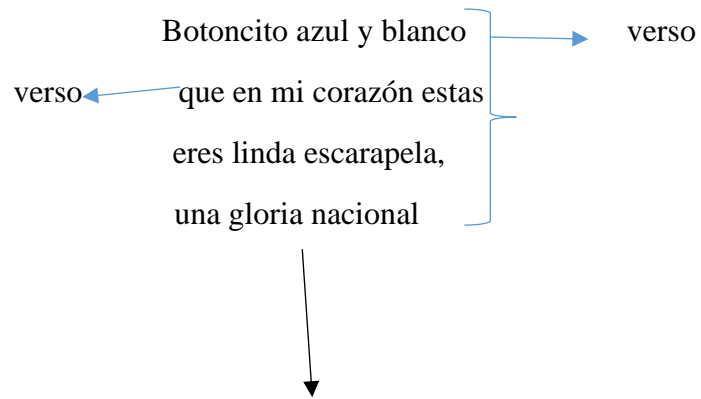 Botoncito azul y blanco verso
verso que en mi corazón estas
eres linda escarapela,
una gloria nacional